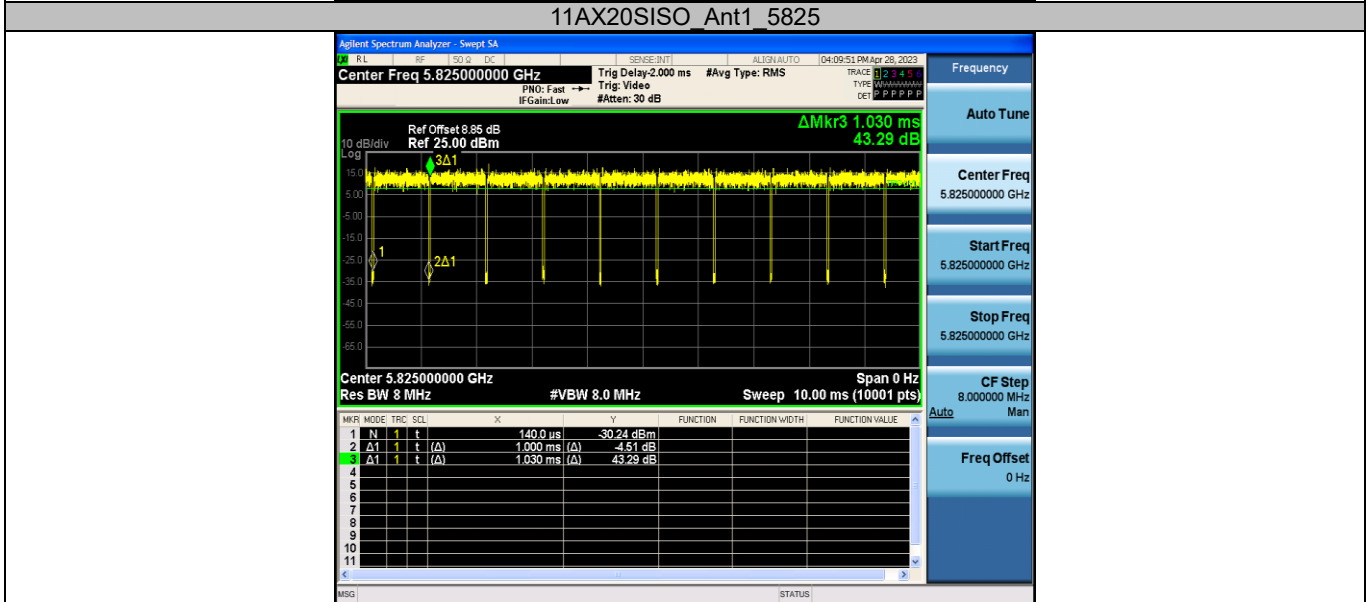 11AX20SISO_Ant1_5825
Agilent Spectrum Analyzer - Swept SA
RL RF 50 Ω DC SENSE:INT ALIGN AUTO 04:09:51 PM Apr 28, 2023
Center Freq 5.825000000 GHz
Trig Delay-2.000 ms #Avg Type: RMS TRACE 1 2 3 4 5 6
PNO: Fast Trig: Video TYPE
IFGain:Low #Atten: 30 dB DET P P P P P P
ΔMkr3 1.030 ms
43.29 dB
Ref Offset 8.85 dB
10 dB/div Ref 25.00 dBm
Log
15.0
5.00
-5.00
-15.0
-25.0
-35.0
-45.0
-55.0
-65.0
3Δ1
1
2Δ1
Center 5.825000000 GHz Span 0 Hz
Res BW 8 MHz #VBW 8.0 MHz Sweep 10.00 ms (10001 pts)
MKR MODE TRC SCL X Y FUNCTION FUNCTION WIDTH FUNCTION VALUE
1 N 1 t 140.0 us -30.24 dBm
2 Δ1 1 t (Δ) 1.000 ms (Δ) -4.51 dB
3 Δ1 1 t (Δ) 1.030 ms (Δ) 43.29 dB
4
5
6
7
8
9
10
11
MSG STATUS
Frequency
Auto Tune
Center Freq
5.825000000 GHz
Start Freq
5.825000000 GHz
Stop Freq
5.825000000 GHz
CF Step
8.000000 MHz
Auto Man
Freq Offset
0 Hz